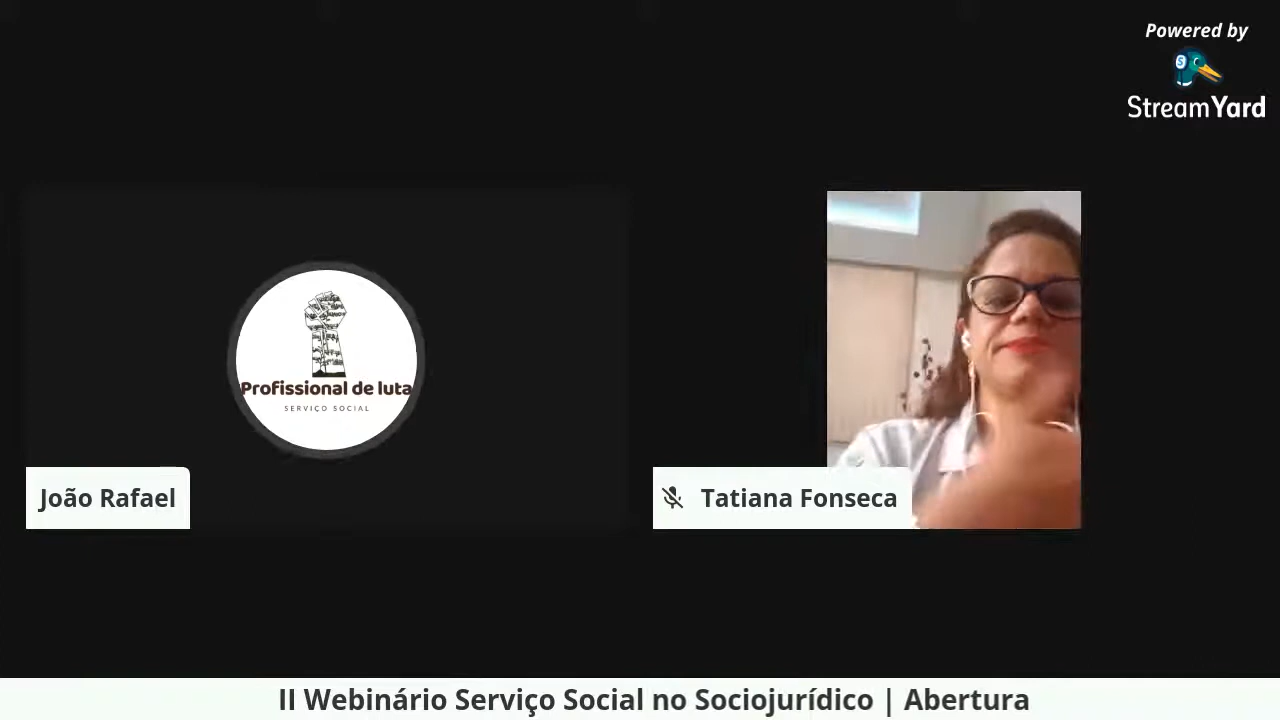 Powered by
StreamYard
Profissional de luta
SERVIÇO SOCIAL
João Rafael
Tatiana Fonseca
II Webinário Serviço Social no Sociojurídico | Abertura